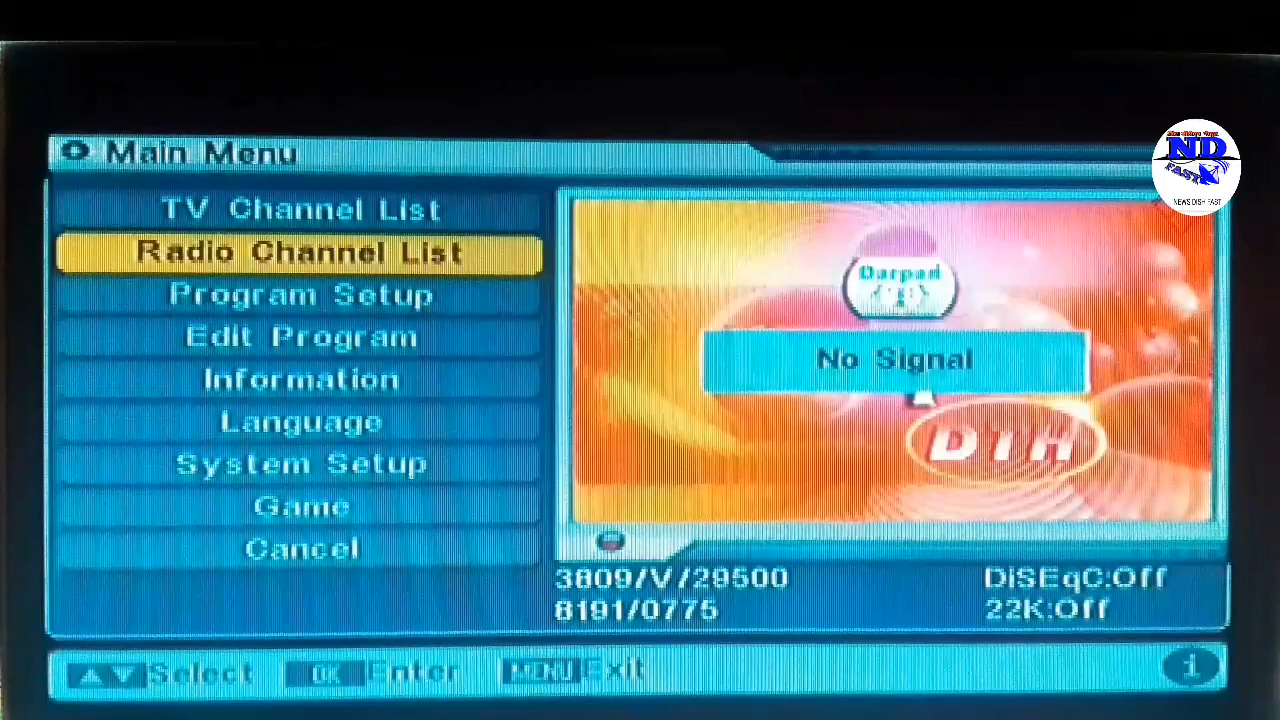 Main Menu
TV Channel List
Radio Channel List
Program Setup
Edit Program
Information
Language
System Setup
Game
Cancel
No Signal
DTH
3809/V/29500
8191/0775
DiSEqC:Off
22K:Off
Select
OK Enter
MENU Exit
i
ND
FAST
NEWS DISH FAST